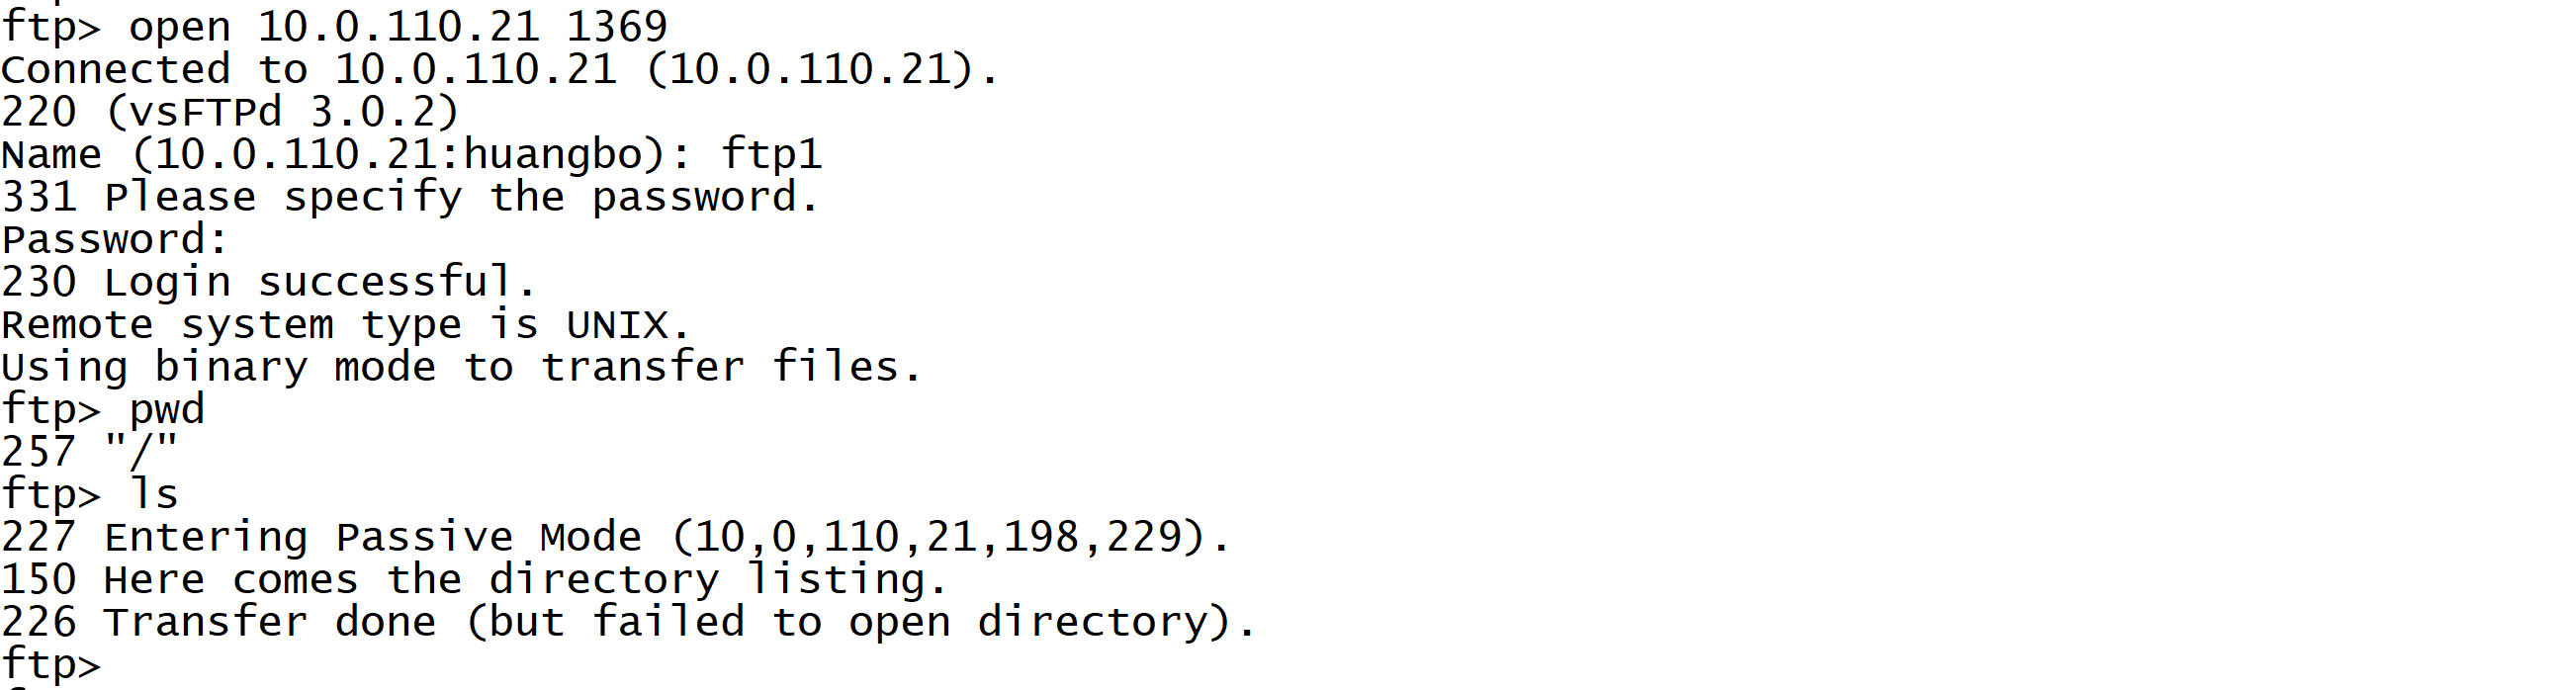 ftp> open 10.0.110.21 1369
Connected to 10.0.110.21 (10.0.110.21).
220 (vsFTPd 3.0.2)
Name (10.0.110.21:huangbo): ftp1
331 Please specify the password.
Password:
230 Login successful.
Remote system type is UNIX.
Using binary mode to transfer files.
ftp> pwd
257 "/"
ftp> ls
227 Entering Passive Mode (10,0,110,21,198,229).
150 Here comes the directory listing.
226 Transfer done (but failed to open directory).
ftp>